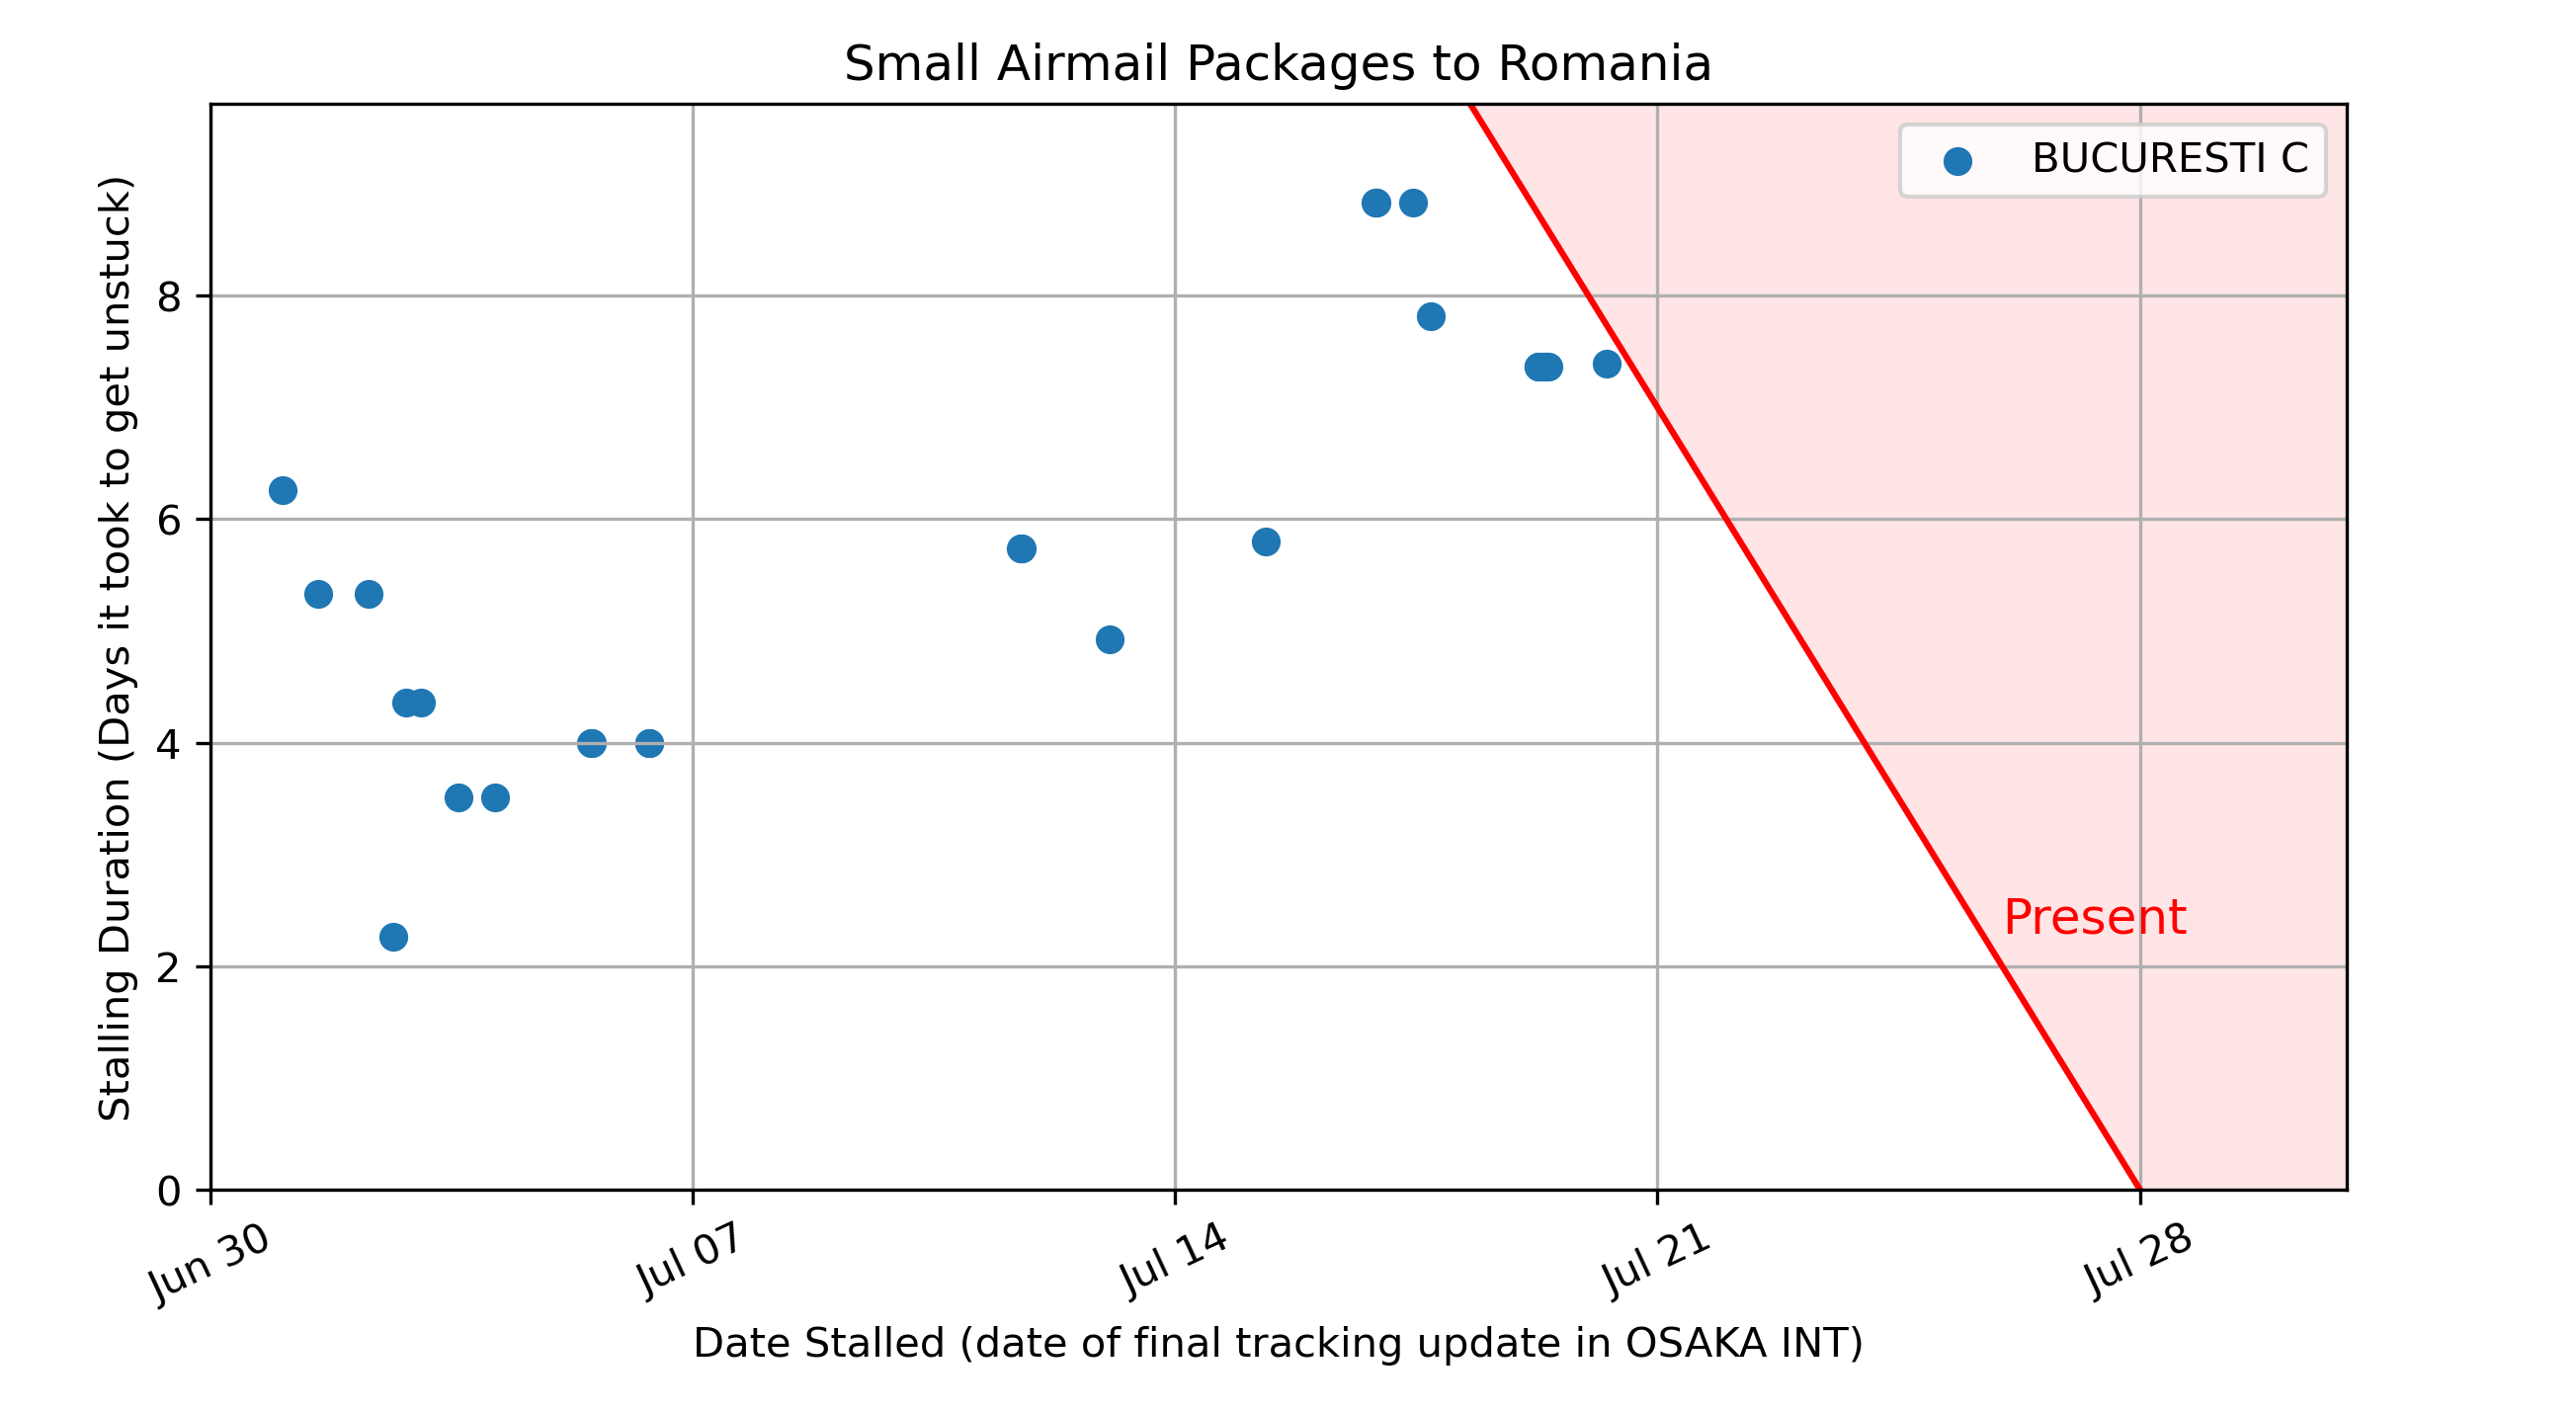 Small Airmail Packages to Romania
BUCURESTI C
Stalling Duration (Days it took to get unstuck)
8
6
4
2
0
Present
Jun 30
Jul 07
Jul 14
Jul 21
Jul 28
Date Stalled (date of final tracking update in OSAKA INT)